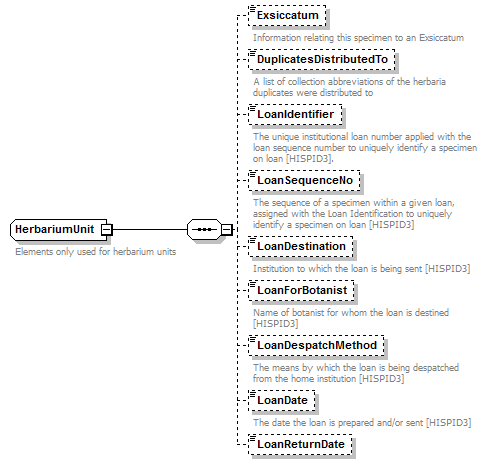 Exsiccatum
Information relating this specimen to an Exsiccatum
DuplicatesDistributedTo
A list of collection abbreviations of the herbaria
duplicates were distributed to
LoanIdentifier
The unique institutional loan number applied with the
loan sequence number to uniquely identify a specimen
on loan [HISPID3].
LoanSequenceNo
The sequence of a specimen within a given loan,
assigned with the Loan Identification to uniquely
identify a specimen on loan [HISPID3]
HerbariumUnit
Elements only used for herbarium units
LoanDestination
Institution to which the loan is being sent [HISPID3]
LoanForBotanist
Name of botanist for whom the loan is destined
[HISPID3]
LoanDespatchMethod
The means by which the loan is being despatched
from the home institution [HISPID3]
LoanDate
The date the loan is prepared and/or sent [HISPID3]
LoanReturnDate